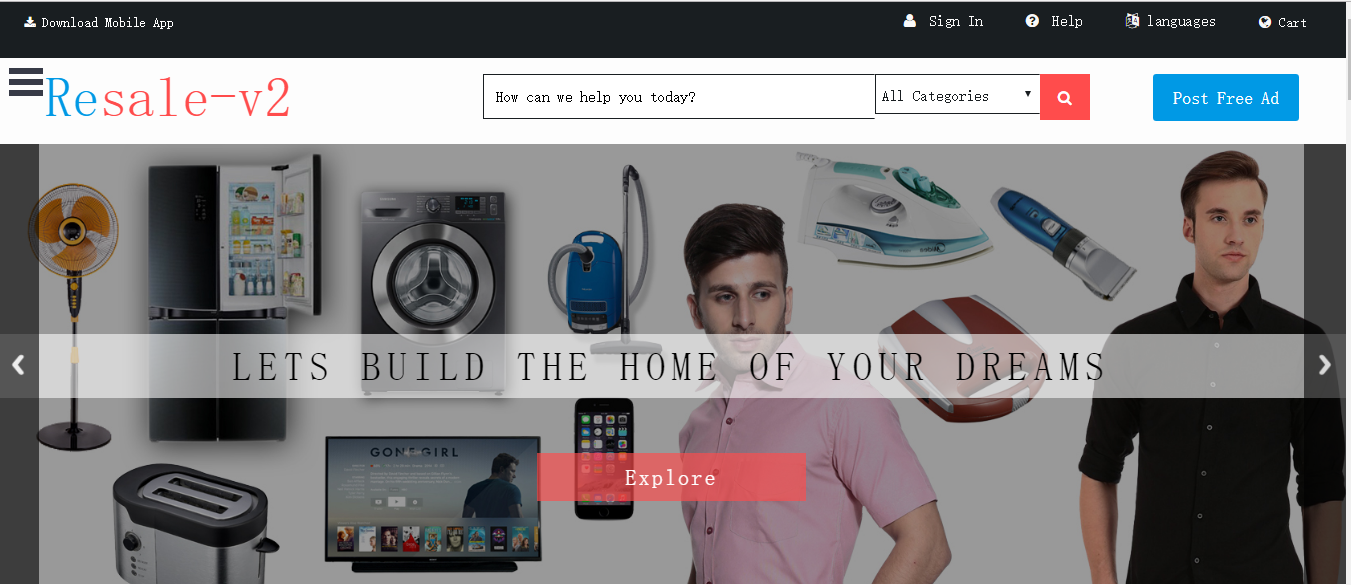 Download Mobile App
Sign In
Help
languages
Cart
Resale-v2
How can we help you today?
All Categories
Post Free Ad
LETS BUILD THE HOME OF YOUR DREAMS
GONE GIRL
Explore